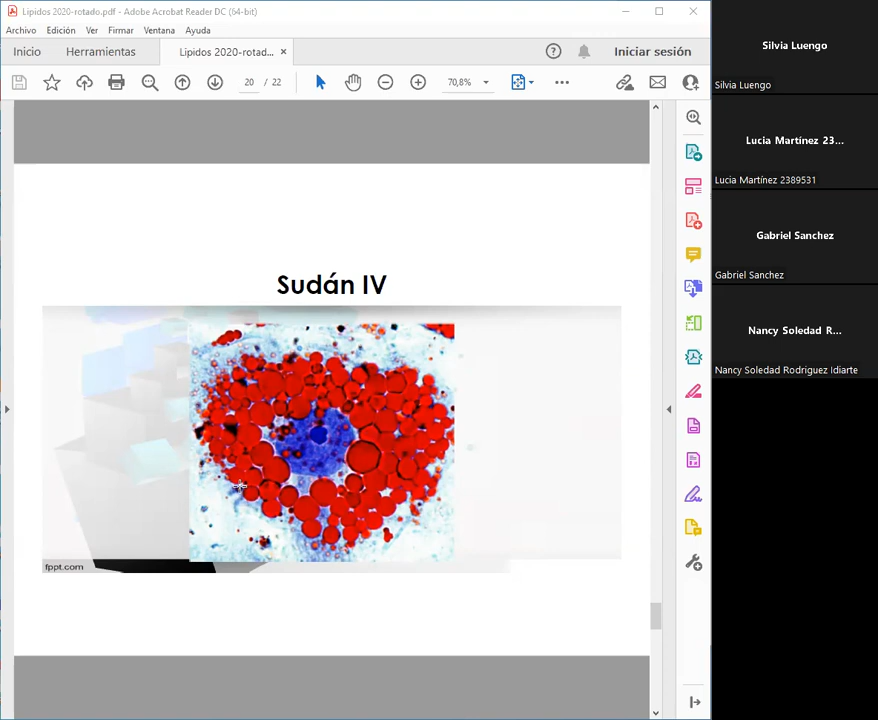 Lipidos 2020-rotado.pdf - Adobe Acrobat Reader DC (64-bit)
Archivo Edición Ver Firmar Ventana Ayuda
Inicio Herramientas Lipidos 2020-rotad... × Iniciar sesión
20 / 22 70,8%
Sudán IV
fppt.com
Silvia Luengo
Silvia Luengo
Lucia Martínez 23...
Lucia Martínez 2389531
Gabriel Sanchez
Gabriel Sanchez
Nancy Soledad R...
Nancy Soledad Rodriguez Idiarte